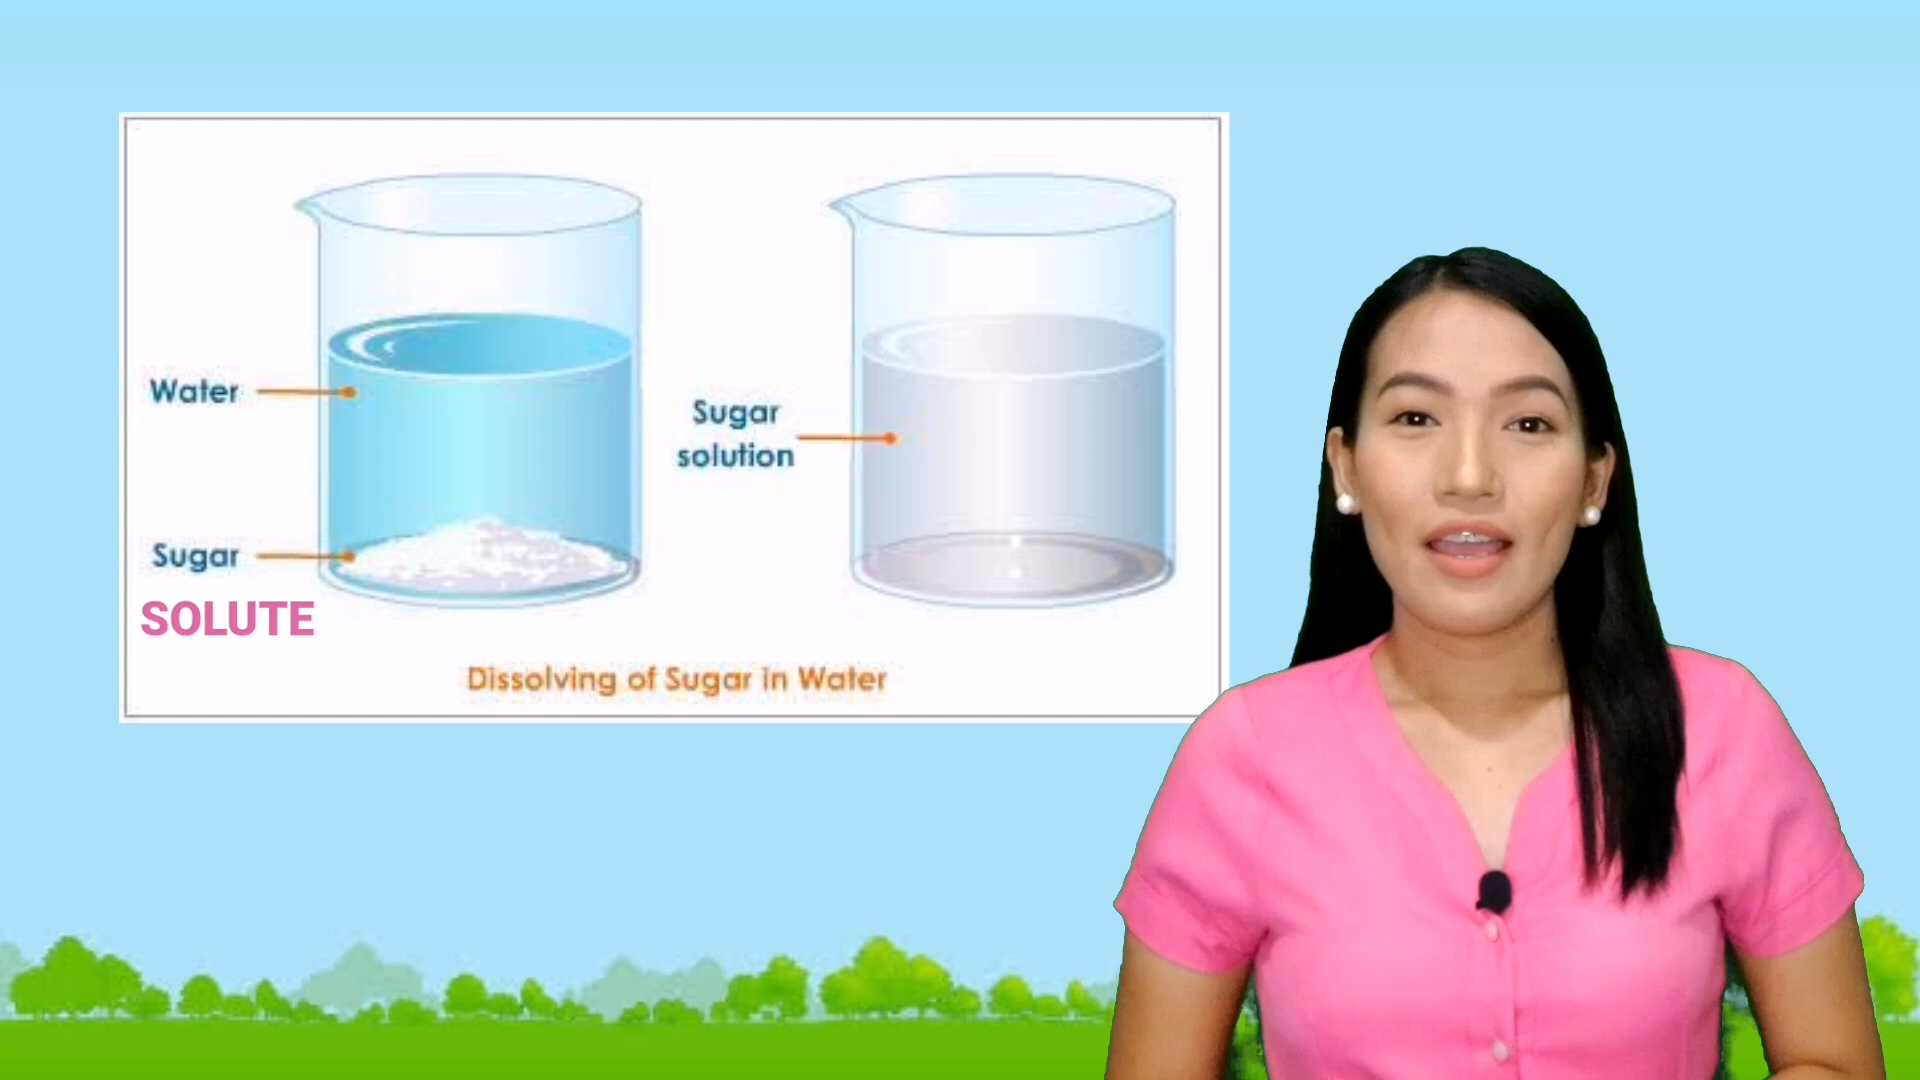 Water
Sugar
SOLUTE
Sugar
solution
Dissolving of Sugar in Water